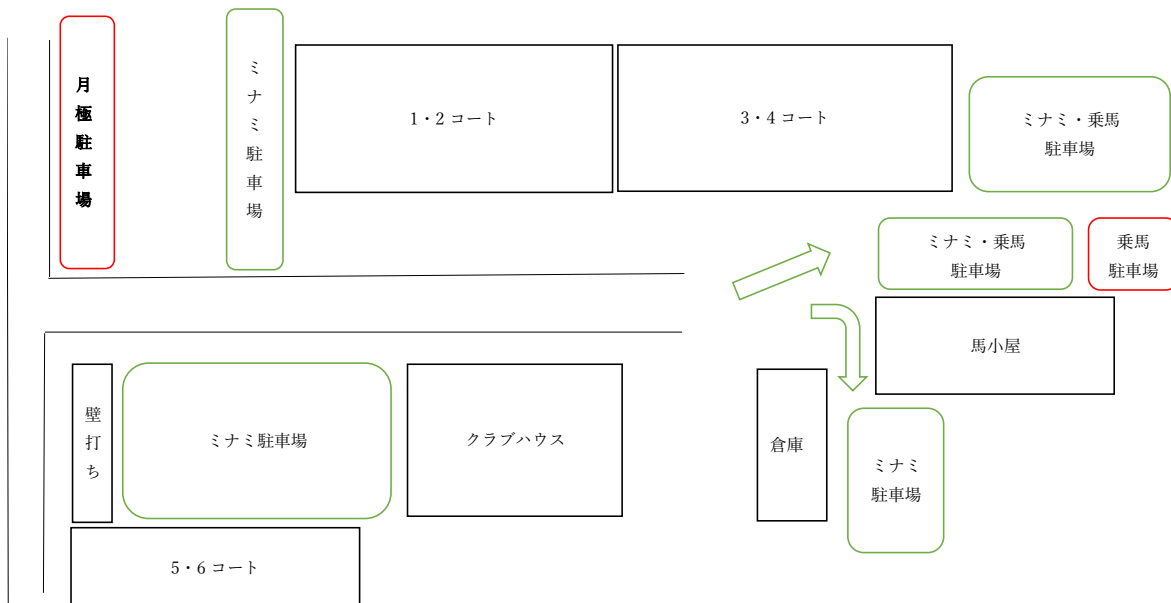 月極駐車場
ミナミ駐車場
1・2 コート
3・4 コート
ミナミ・乗馬
駐車場
ミナミ・乗馬
駐車場
乗馬
駐車場
馬小屋
壁打ち
ミナミ駐車場
クラブハウス
倉庫
ミナミ
駐車場
5・6 コート